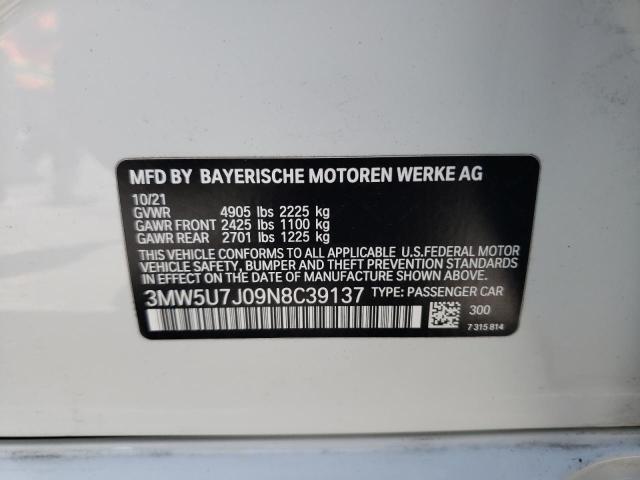 MFD BY BAYERISCHE MOTOREN WERKE AG
10/21
GVWR 4905 lbs 2225 kg
GAWR FRONT 2425 lbs 1100 kg
GAWR REAR 2701 lbs 1225 kg
THIS VEHICLE CONFORMS TO ALL APPLICABLE U.S.FEDERAL MOTOR
VEHICLE SAFETY, BUMPER AND THEFT PREVENTION STANDARDS
IN EFFECT ON THE DATE OF MANUFACTURE SHOWN ABOVE.
3MW5U7J09N8C39137 TYPE: PASSENGER CAR
300
7 315 814